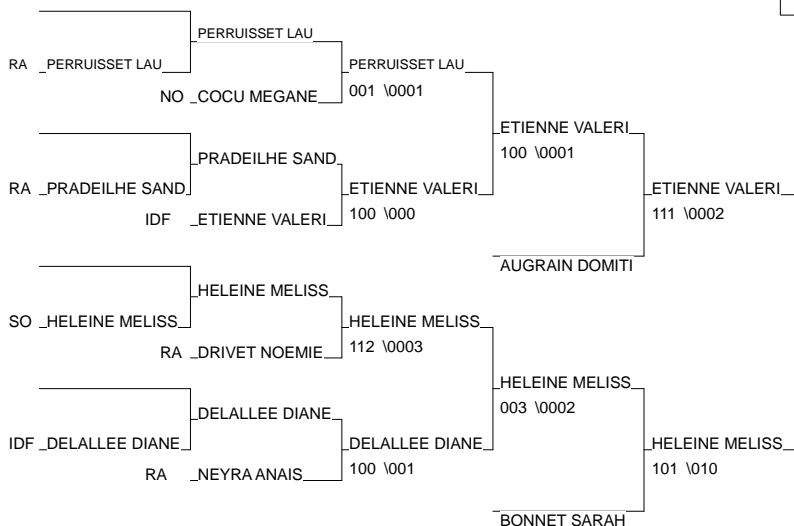 PERRUISSET LAU
RA PERRUISSET LAU PERRUISSET LAU
NO COCU MEGANE 001 \0001
ETIENNE VALERI
PRADEILHE SAND 100 \0001
RA PRADEILHE SAND ETIENNE VALERI ETIENNE VALERI
IDF ETIENNE VALERI 100 \000 111 \0002
AUGRAIN DOMITI
HELEINE MELISS
SO HELEINE MELISS HELEINE MELISS
RA DRIVET NOEMIE 112 \0003
HELEINE MELISS
DELALLEE DIANE 003 \0002
IDF DELALLEE DIANE DELALLEE DIANE HELEINE MELISS
RA NEYRA ANAIS 100 \001 101 \010
BONNET SARAH